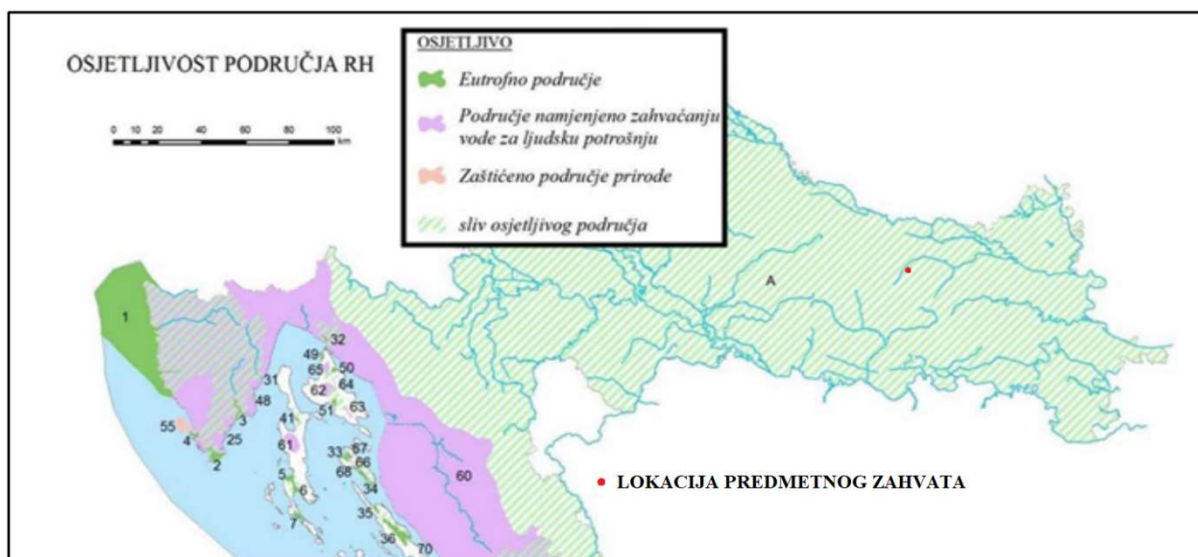 OSJETLJIVOST PODRUČJA RH
0 10 20 40 60 80 100
km
OSJETLJIVO
Eutrofno područje
Područje namjenjeno zahvaćanju
vode za ljudsku potrošnju
Zaštićeno područje prirode
sliv osjetljivog područja
A
1
32
49
65
50
31
62
64
48
51
63
3
41
55
4
25
61
2
33
67
66
68
60
5
6
34
7
35
36
70
LOKACIJA PREDMETNOG ZAHVATA